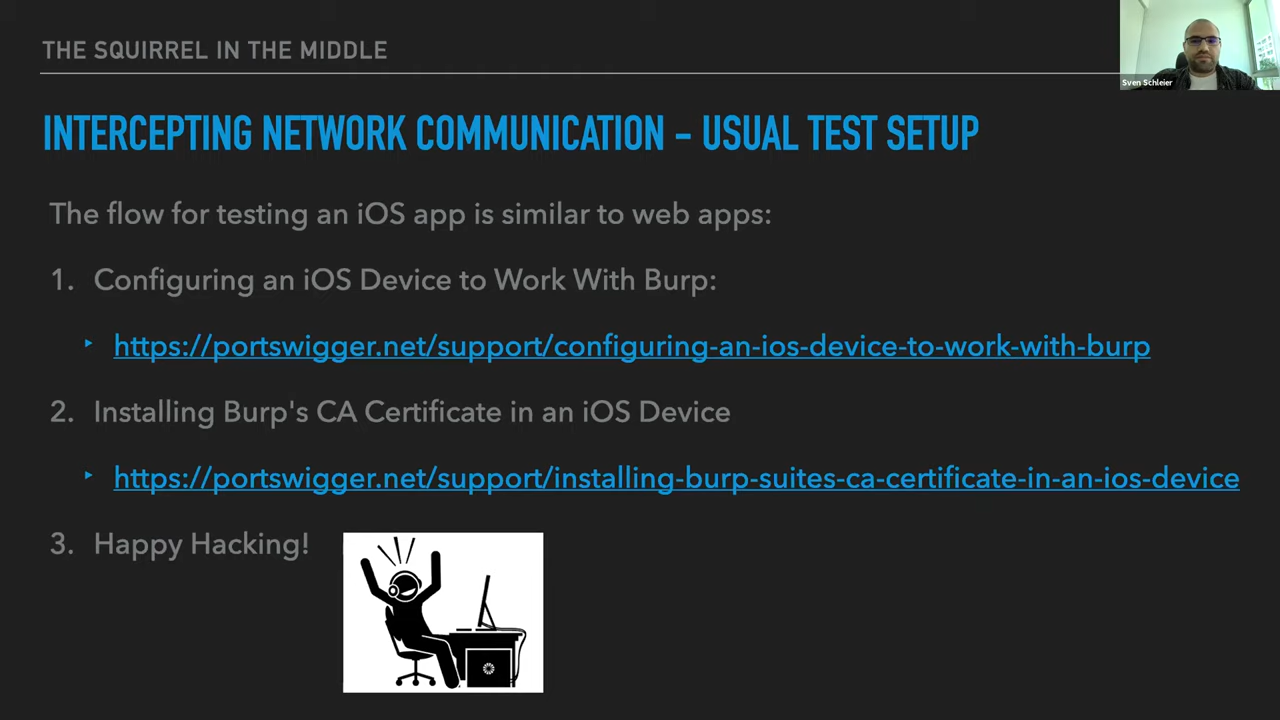 THE SQUIRREL IN THE MIDDLE
Sven Schleier
INTERCEPTING NETWORK COMMUNICATION - USUAL TEST SETUP
The flow for testing an iOS app is similar to web apps:
1. Configuring an iOS Device to Work With Burp:
‣ https://portswigger.net/support/configuring-an-ios-device-to-work-with-burp
2. Installing Burp's CA Certificate in an iOS Device
‣ https://portswigger.net/support/installing-burp-suites-ca-certificate-in-an-ios-device
3. Happy Hacking!